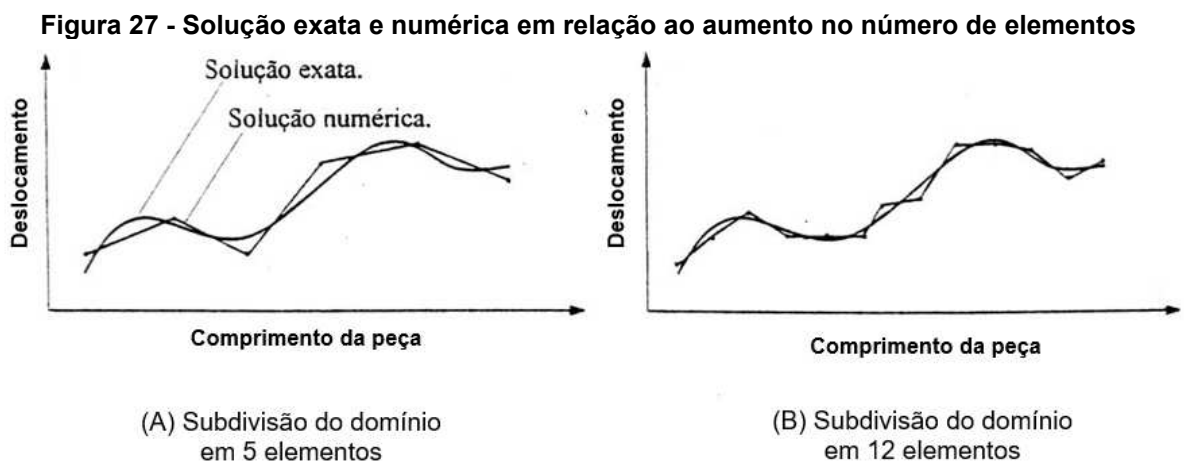 Figura 27 - Solução exata e numérica em relação ao aumento no número de elementos
Solução exata.
Solução numérica.
Deslocamento
Comprimento da peça
(A) Subdivisão do domínio
em 5 elementos
Deslocamento
Comprimento da peça
(B) Subdivisão do domínio
em 12 elementos